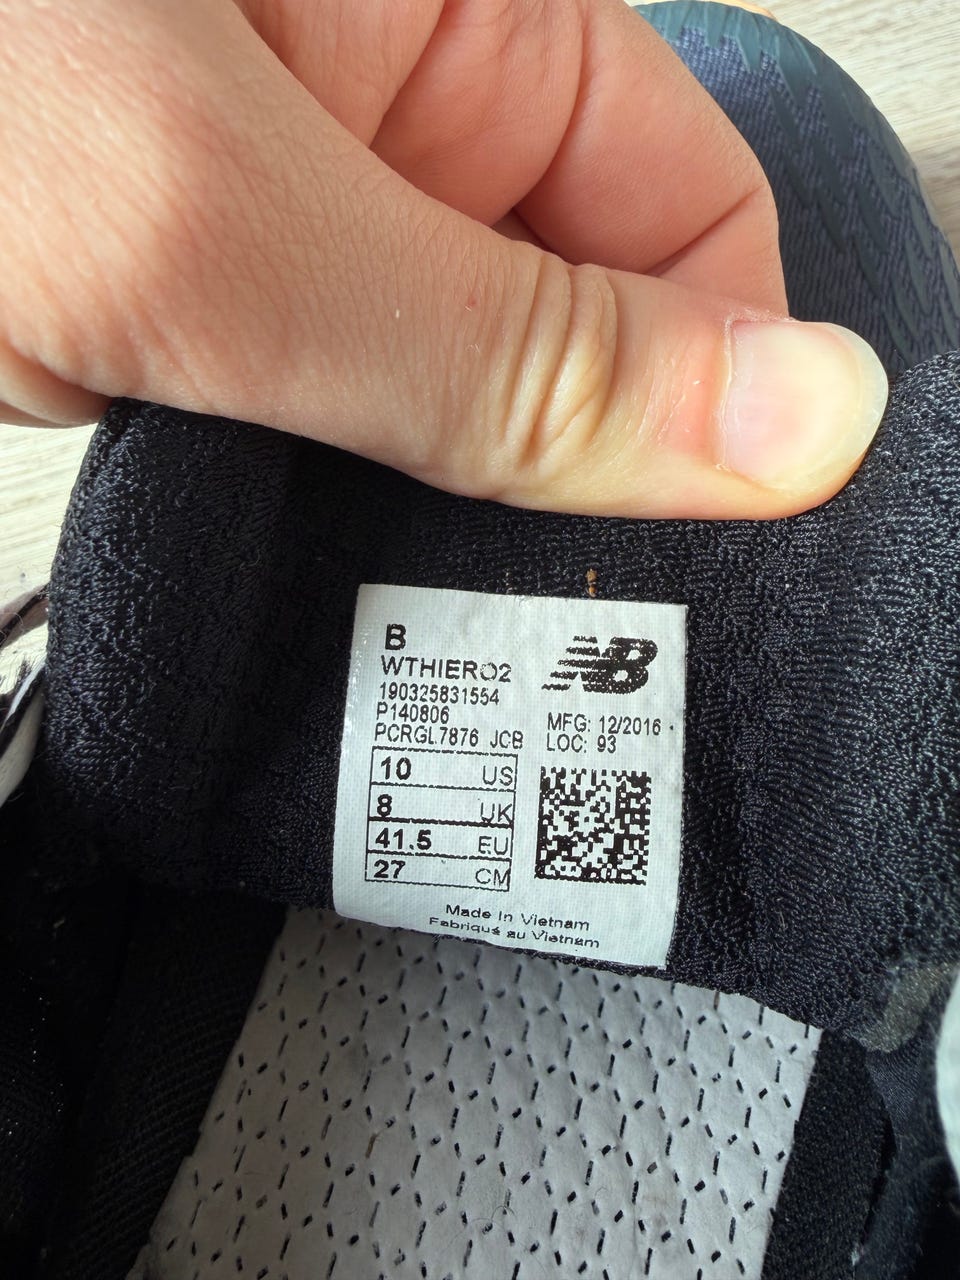 B
WTHIERO2
190325831554
P140806
PCRGL7876 JCB
NB
MFG: 12/2016
LOC: 93
10 US
8 UK
41.5 EU
27 CM
Made In Vietnam
Fabriqué au Vietnam